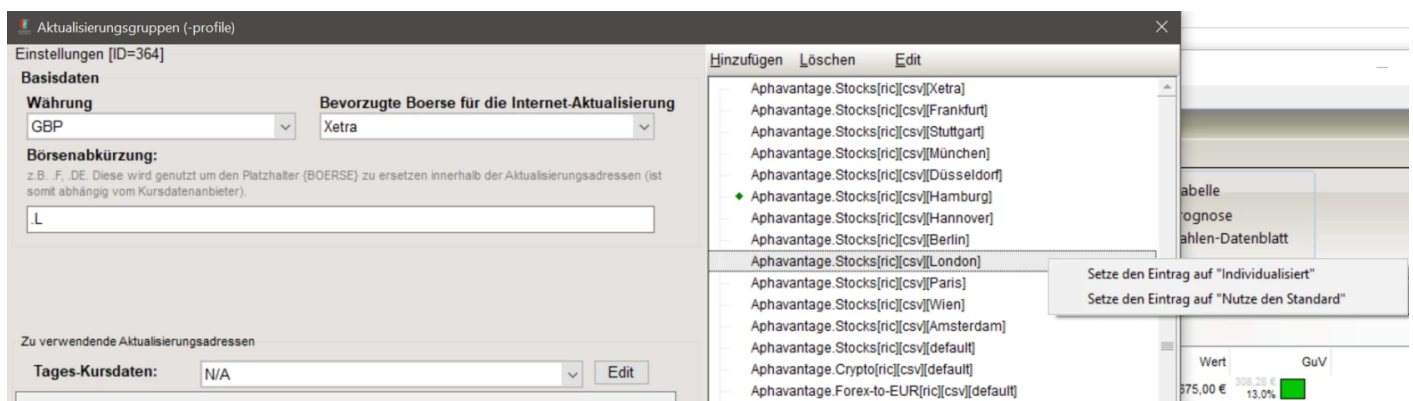 Aktualisierungsgruppen (-profile)
Einstellungen [ID=364]
Basisdaten
Währung
Bevorzugte Boerse für die Internet-Aktualisierung
GBP
Xetra
Börsenabkürzung:
z.B. .F, .DE. Diese wird genutzt um den Platzhalter {BOERSE} zu ersetzen innerhalb der Aktualisierungsadressen (ist
somit abhängig vom Kursdatenanbieter).
.L
Zu verwendende Aktualisierungsadressen
Tages-Kursdaten:
N/A
Edit
Hinzufügen Löschen Edit
Aphavantage.Stocks[ric][csv][Xetra]
Aphavantage.Stocks[ric][csv][Frankfurt]
Aphavantage.Stocks[ric][csv][Stuttgart]
Aphavantage.Stocks[ric][csv][München]
Aphavantage.Stocks[ric][csv][Düsseldorf]
Aphavantage.Stocks[ric][csv][Hamburg]
Aphavantage.Stocks[ric][csv][Hannover]
Aphavantage.Stocks[ric][csv][Berlin]
Aphavantage.Stocks[ric][csv][London]
Aphavantage.Stocks[ric][csv][Paris]
Aphavantage.Stocks[ric][csv][Wien]
Aphavantage.Stocks[ric][csv][Amsterdam]
Aphavantage.Stocks[ric][csv][default]
Aphavantage.Crypto[ric][csv][default]
Aphavantage.Forex-to-EUR[ric][csv][default]
Setze den Eintrag auf "Individualisiert"
Setze den Eintrag auf "Nutze den Standard"
abelle
ognose
ahlen-Datenblatt
Wert GuV
675,00 €
308,28 €
13,0%